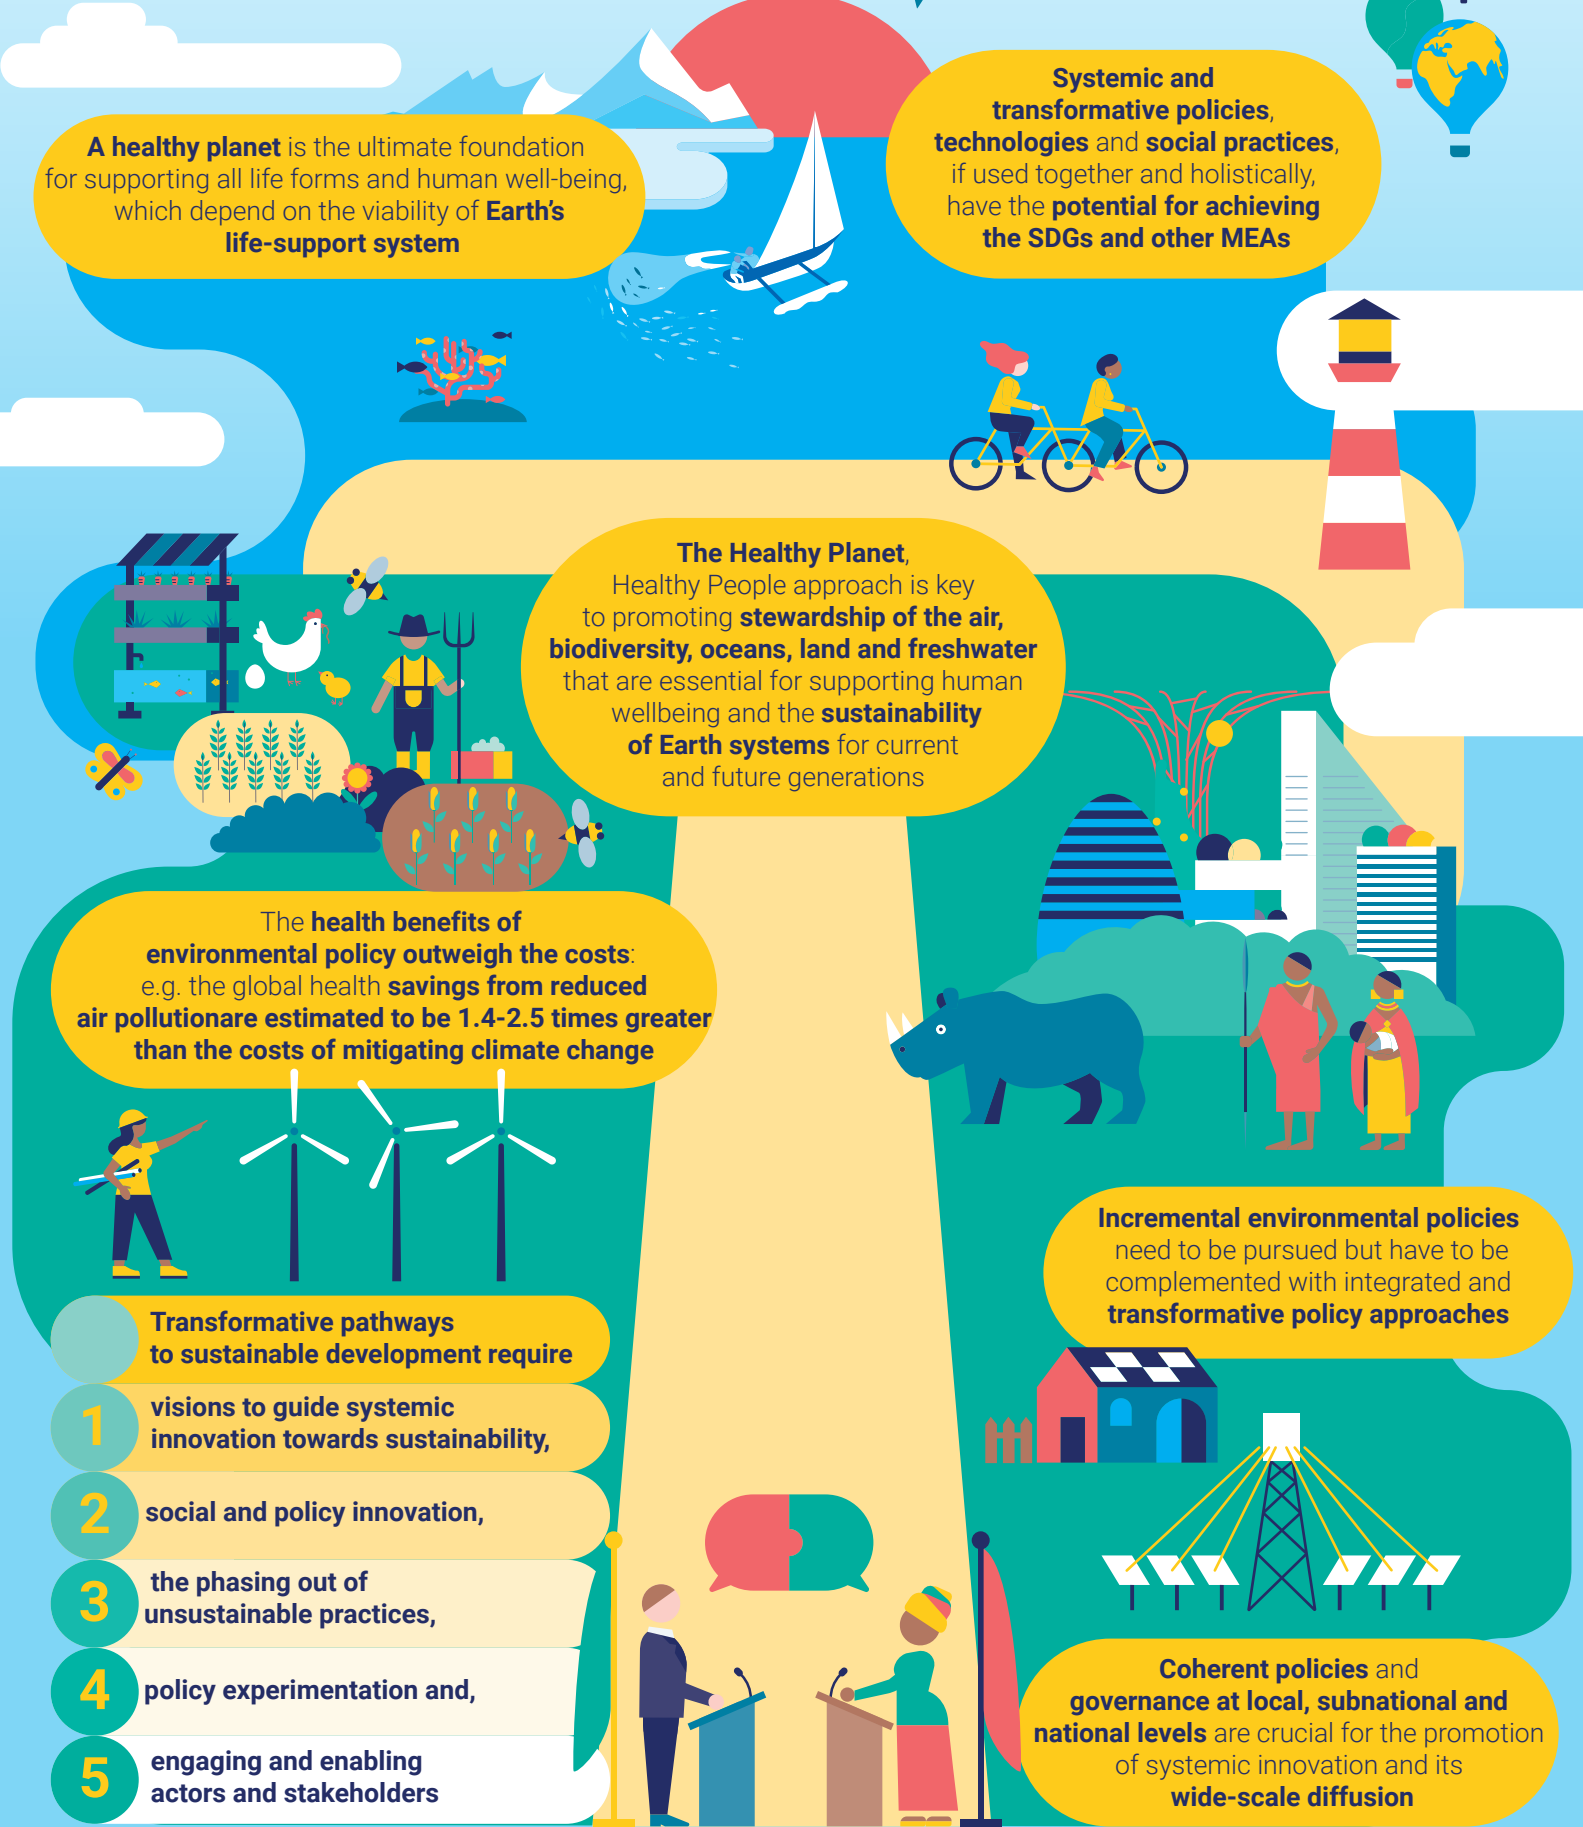 A healthy planet is the ultimate foundation
for supporting all life forms and human well-being,
which depend on the viability of Earth's
life-support system
Systemic and
transformative policies,
technologies and social practices,
if used together and holistically,
have the potential for achieving
the SDGs and other MEAs
The Healthy Planet,
Healthy People approach is key
to promoting stewardship of the air,
biodiversity, oceans, land and freshwater
that are essential for supporting human
wellbeing and the sustainability
of Earth systems for current
and future generations
The health benefits of
environmental policy outweigh the costs:
e.g. the global health savings from reduced
air pollutionare estimated to be 1.4-2.5 times greater
than the costs of mitigating climate change
Incremental environmental policies
need to be pursued but have to be
complemented with integrated and
transformative policy approaches
Transformative pathways
to sustainable development require
1 visions to guide systemic
innovation towards sustainability,
2 social and policy innovation,
3 the phasing out of
unsustainable practices,
4 policy experimentation and,
5 engaging and enabling
actors and stakeholders
Coherent policies and
governance at local, subnational and
national levels are crucial for the promotion
of systemic innovation and its
wide-scale diffusion